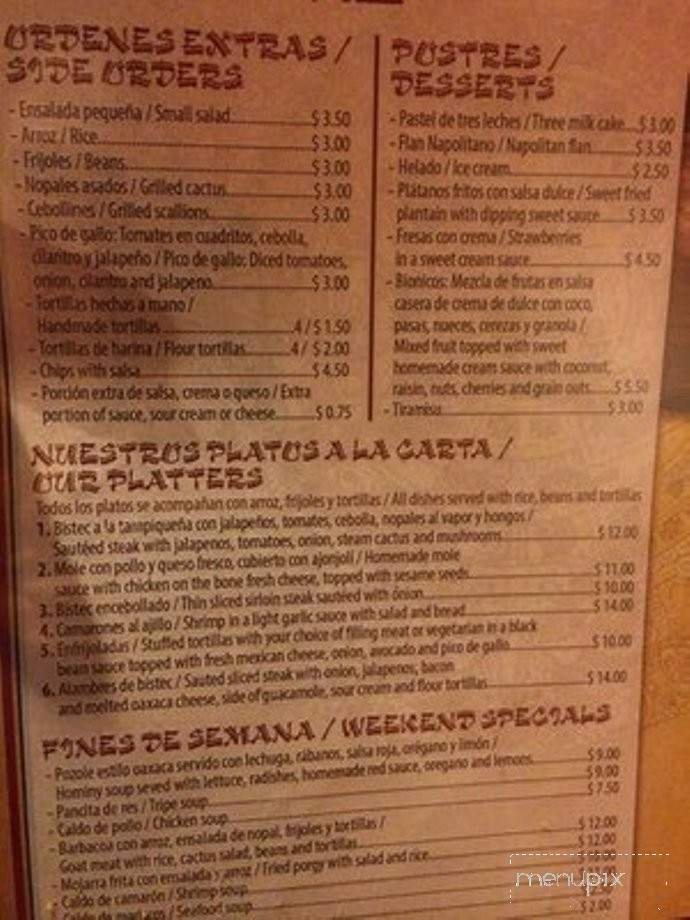 ORDENES EXTRAS /
SIDE ORDERS
- Ensalada pequeña / Small salad............$ 3.50
- Arroz / Rice............$ 3.00
- Frijoles / Beans............$ 3.00
- Nopales asados / Grilled cactus............$ 3.00
- Cebollines / Grilled scallions............$ 3.00
- Pico de gallo: Tomates en cuadritos, cebolla,
cilantro y jalapeño / Pico de gallo: Diced tomatoes,
onion, cilantro and jalapeno............$ 3.00
- Tortillas hechas a mano /
Handmade tortillas............4 / $ 1.50
- Tortillas de harina / Flour tortillas............4 / $ 2.00
- Chips with salsa............$ 4.50
- Porción extra de salsa, crema o queso / Extra
portion of sauce, sour cream or cheese............$ 0.75
POSTRES /
DESSERTS
- Pastel de tres leches / Three milk cake....$ 3.00
- Flan Napolitano / Napolitan flan............$ 3.50
- Helado / Ice cream............$ 2.50
- Plátanos fritos con salsa dulce / Sweet fried
plantain with dipping sweet sauce............$ 3.50
- Fresas con crema / Strawberries
in a sweet cream sauce............$ 4.50
- Bionicos: Mezcla de frutas en salsa
casera de crema de dulce con coco,
pasas, nueces, cerezas y granola /
Mixed fruit topped with sweet
homemade cream sauce with coconut,
raisin, nuts, cherries and grain outs......$ 5.50
- Tiramisu............$ 3.00
NUESTROS PLATOS A LA CARTA /
OUR PLATTERS
Todos los platos se acompañan con arroz, frijoles y tortillas / All dishes served with rice, beans and tortillas
1. Bistec a la tampiqueña con jalapeños, tomates, cebolla, nopales al vapor y hongos /
Sautéed steak with jalapenos, tomatoes, onion, steam cactus and mushrooms............$ 12.00
2. Mole con pollo y queso fresco, cubierto con ajonjolí / Homemade mole
sauce with chicken on the bone fresh cheese, topped with sesame seeds............$ 11.00
3. Bistec encebollado / Thin sliced sirloin steak sautéed with onion............$ 10.00
4. Camarones al ajillo / Shrimp in a light garlic sauce with salad and bread............$ 14.00
5. Enfrijoladas / Stuffed tortillas with your choice of filling meat or vegetarian in a black
bean sauce topped with fresh mexican cheese, onion, avocado and pico de gallo............$ 10.00
6. Alambres de bistec / Sauted sliced steak with onion, jalapenos, bacon
and melted oaxaca cheese, side of guacamole, sour cream and flour tortillas............$ 14.00
FINES DE SEMANA / WEEKEND SPECIALS
- Pozole estilo oaxaca servido con lechuga, rábanos, salsa roja, orégano y limón /
Hominy soup seved with lettuce, radishes, homemade red sauce, oregano and lemons............$ 9.00
- Pancita de res / Tripe soup............$ 9.00
- Caldo de pollo / Chicken soup............$ 7.50
- Barbacoa con arroz, ensalada de nopal, frijoles y tortillas /
Goat meat with rice, cactus salad, beans and tortillas............$ 12.00
- Mojarra frita con ensalada y arroz / Fried porgy with salad and rice............$ 12.00
- Caldo de camarón / Shrimp soup
- Caldo de mariscos / Seafood soup
$ 2.00
menupix